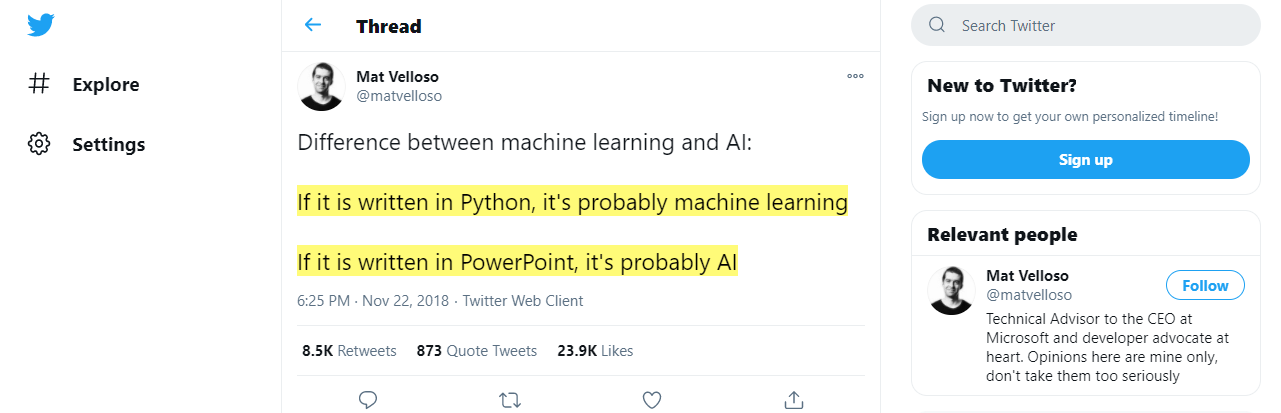 Thread
Search Twitter
Explore
Settings
Mat Velloso
@matvelloso
Difference between machine learning and AI:
If it is written in Python, it's probably machine learning
If it is written in PowerPoint, it's probably AI
6:25 PM · Nov 22, 2018 · Twitter Web Client
8.5K Retweets 873 Quote Tweets 23.9K Likes
New to Twitter?
Sign up now to get your own personalized timeline!
Sign up
Relevant people
Mat Velloso
@matvelloso
Follow
Technical Advisor to the CEO at
Microsoft and developer advocate at
heart. Opinions here are mine only,
don't take them too seriously